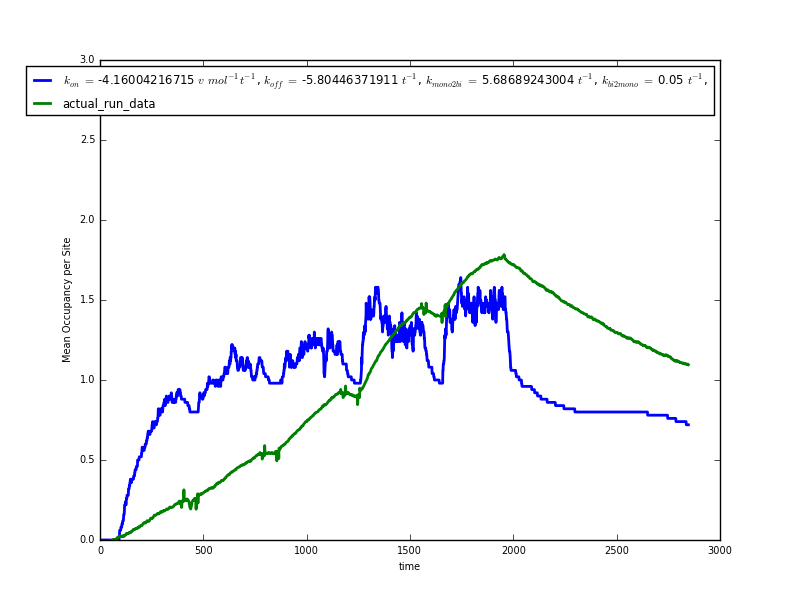 3.0
k_on = -4.16004216715 v mol^-1 t^-1, k_off = -5.80446371911 t^-1, k_mono2bi = 5.68689243004 t^-1, k_bi2mono = 0.05 t^-1,
actual_run_data
2.5
2.0
1.5
1.0
0.5
0.0
Mean Occupancy per Site
0 500 1000 1500 2000 2500 3000
time